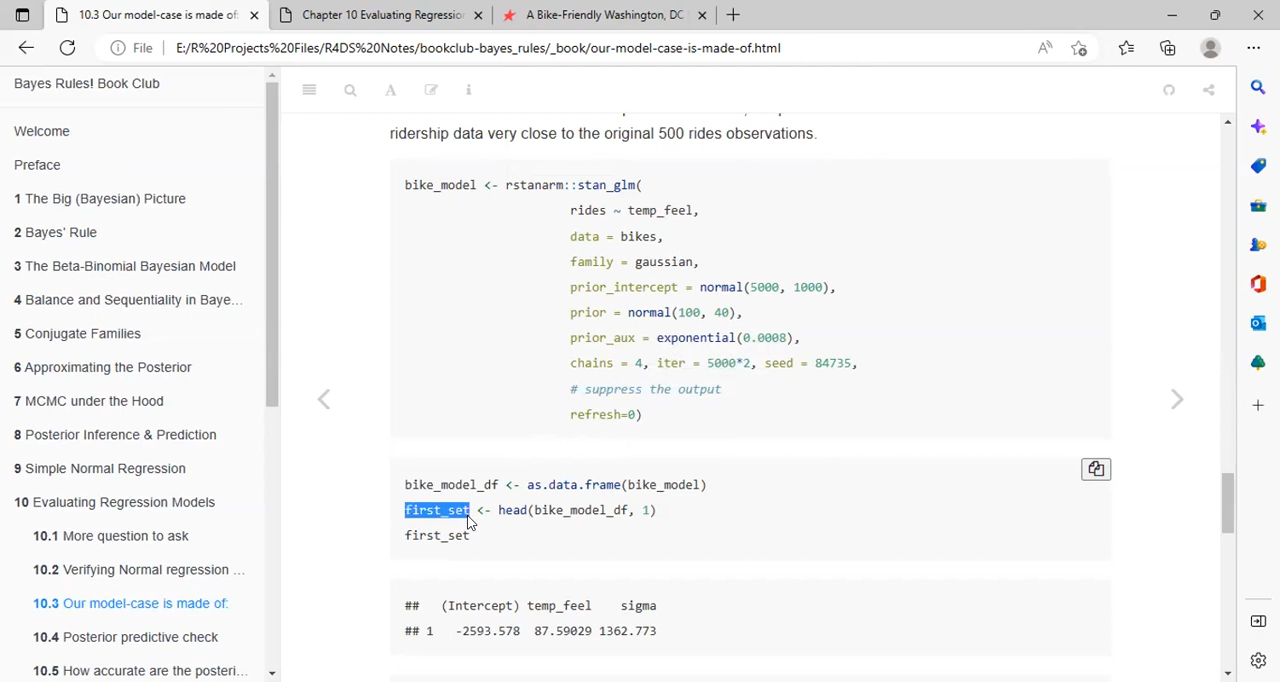 10.3 Our model-case is made of:
Chapter 10 Evaluating Regression
A Bike-Friendly Washington, DC
File
E:/R%20Projects%20Files/R4DS%20Notes/bookclub-bayes_rules/_book/our-model-case-is-made-of.html
Bayes Rules! Book Club
Welcome
Preface
1 The Big (Bayesian) Picture
2 Bayes' Rule
3 The Beta-Binomial Bayesian Model
4 Balance and Sequentiality in Baye...
5 Conjugate Families
6 Approximating the Posterior
7 MCMC under the Hood
8 Posterior Inference & Prediction
9 Simple Normal Regression
10 Evaluating Regression Models
10.1 More question to ask
10.2 Verifying Normal regression ...
10.3 Our model-case is made of:
10.4 Posterior predictive check
10.5 How accurate are the posteri...
ridership data very close to the original 500 rides observations.
bike_model <- rstanarm::stan_glm(
rides ~ temp_feel,
data = bikes,
family = gaussian,
prior_intercept = normal(5000, 1000),
prior = normal(100, 40),
prior_aux = exponential(0.0008),
chains = 4, iter = 5000*2, seed = 84735,
# suppress the output
refresh=0)
bike_model_df <- as.data.frame(bike_model)
first_set <- head(bike_model_df, 1)
first_set
## (Intercept) temp_feel sigma
## 1 -2593.578 87.59029 1362.773